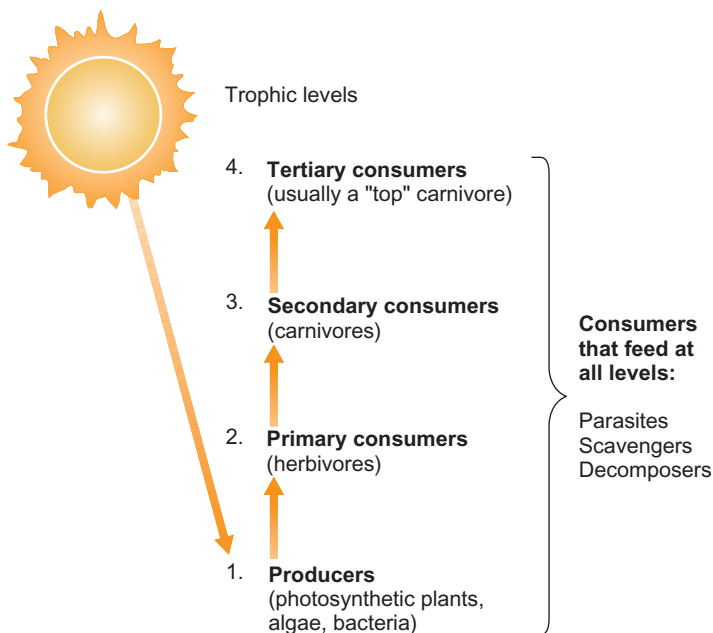 Trophic levels
4. Tertiary consumers
(usually a "top" carnivore)
3. Secondary consumers
(carnivores)
2. Primary consumers
(herbivores)
1. Producers
(photosynthetic plants,
algae, bacteria)
Consumers
that feed at
all levels:
Parasites
Scavengers
Decomposers